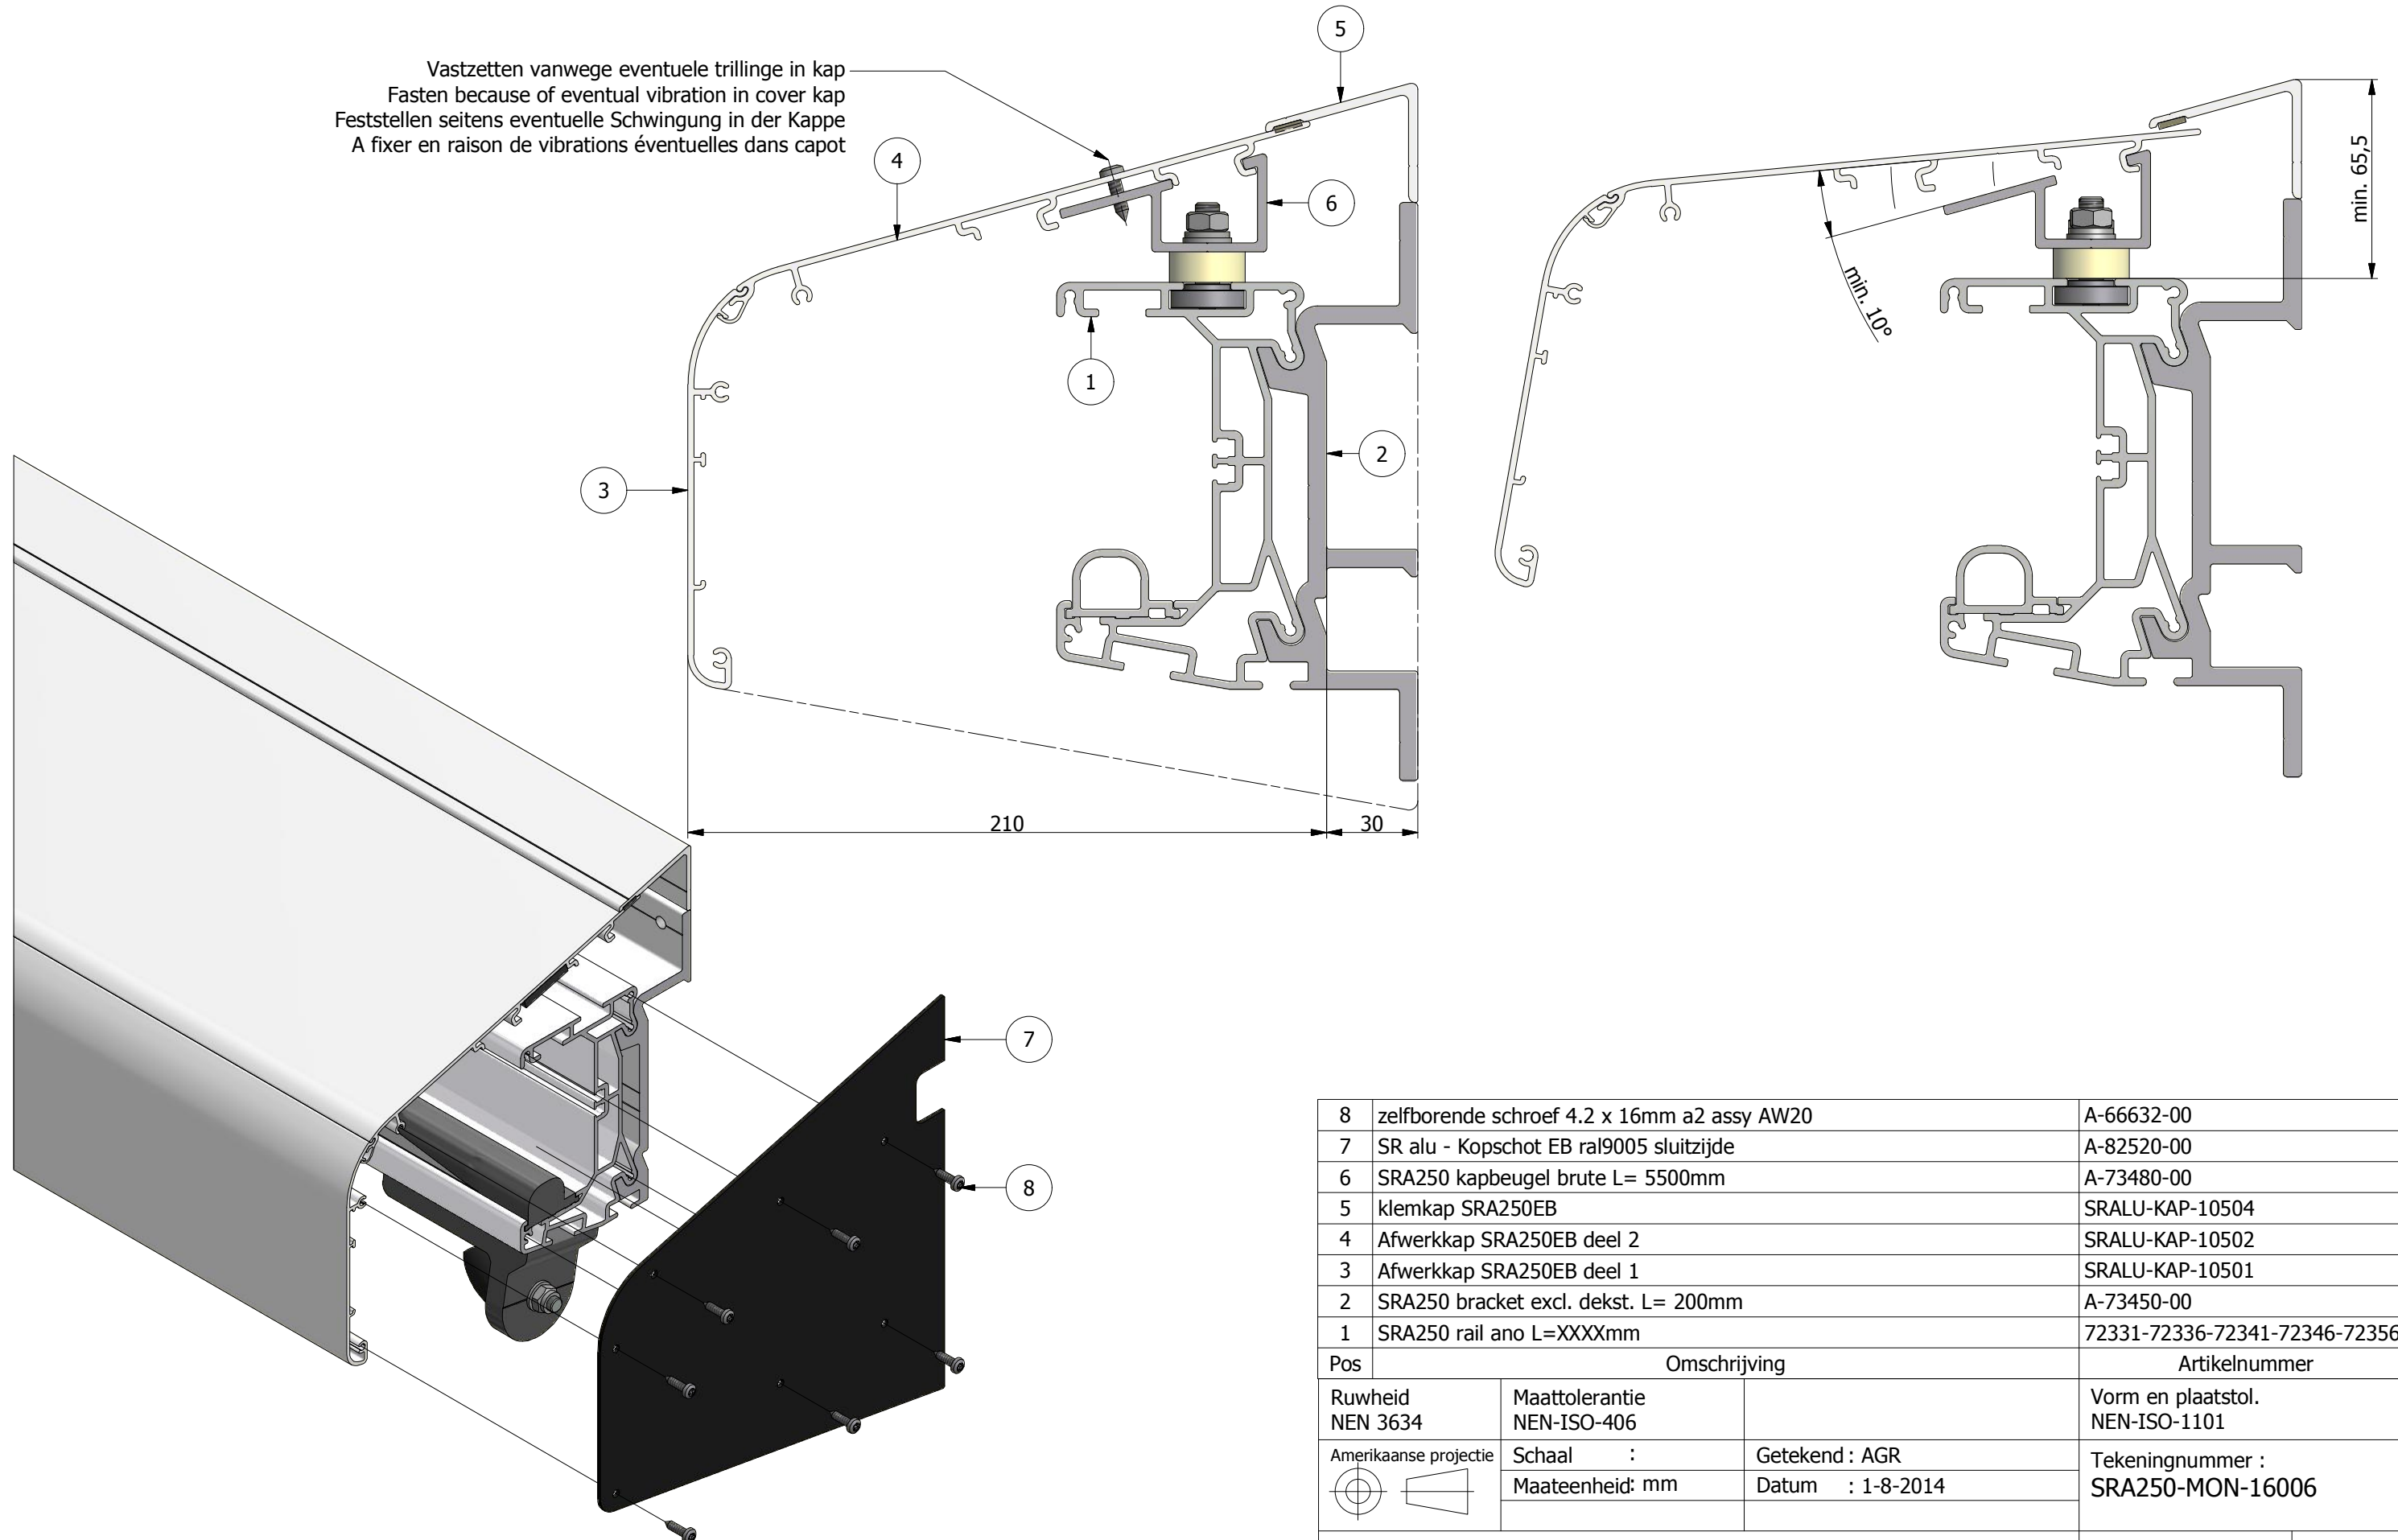 5
Vastzetten vanwege eventuele trillinge in kap
Fasten because of eventual vibration in cover kap
Feststellen seitens eventuelle Schwingung in der Kappe
A fixer en raison de vibrations éventuelles dans capot
4
6
min. 65,5
min. 10°
1
2
3
210
30
7
8
8 zelfborende schroef 4.2 x 16mm a2 assy AW20 A-66632-00
7 SR alu - Kopschot EB ral9005 sluitzijde A-82520-00
6 SRA250 kapbeugel brute L= 5500mm A-73480-00
5 klemkap SRA250EB SRALU-KAP-10504
4 Afwerkkap SRA250EB deel 2 SRALU-KAP-10502
3 Afwerkkap SRA250EB deel 1 SRALU-KAP-10501
2 SRA250 bracket excl. dekst. L= 200mm A-73450-00
1 SRA250 rail ano L=XXXXmm 72331-72336-72341-72346-72356
Pos Omschrijving Artikelnummer
Ruwheid
NEN 3634
Maattolerantie
NEN-ISO-406
Vorm en plaatstol.
NEN-ISO-1101
Amerikaanse projectie
Schaal :
Getekend : AGR
Maateenheid: mm
Datum : 1-8-2014
Tekeningnummer :
SRA250-MON-16006